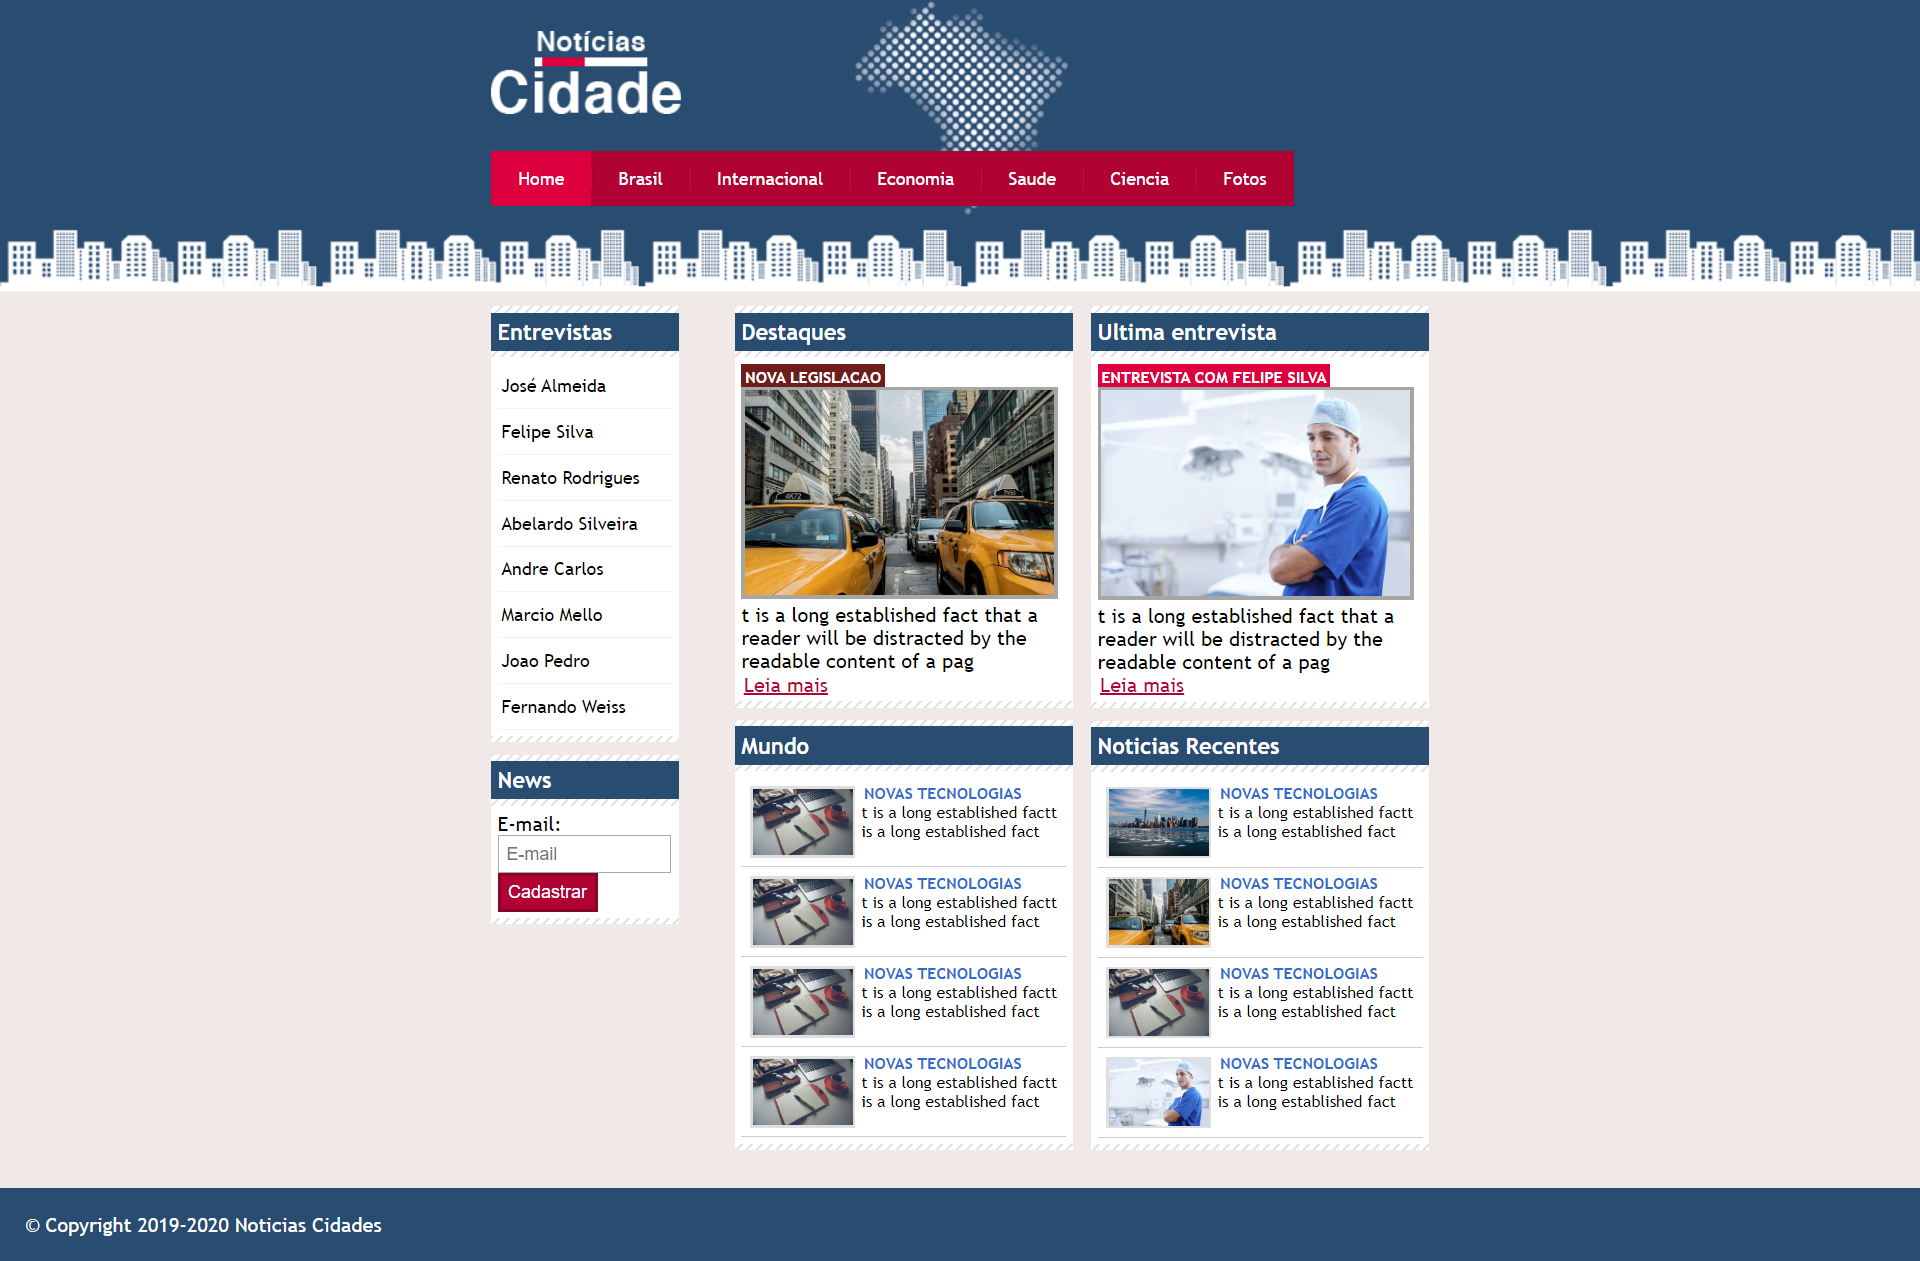 Notícias
Cidade
Home
Brasil
Internacional
Economia
Saude
Ciencia
Fotos
Entrevistas
José Almeida
Felipe Silva
Renato Rodrigues
Abelardo Silveira
Andre Carlos
Marcio Mello
Joao Pedro
Fernando Weiss
News
E-mail:
E-mail
Cadastrar
Destaques
NOVA LEGISLACAO
4K72
t is a long established fact that a
reader will be distracted by the
readable content of a pag
Leia mais
Ultima entrevista
ENTREVISTA COM FELIPE SILVA
t is a long established fact that a
reader will be distracted by the
readable content of a pag
Leia mais
Mundo
NOVAS TECNOLOGIAS
t is a long established factt
is a long established fact
NOVAS TECNOLOGIAS
t is a long established factt
is a long established fact
NOVAS TECNOLOGIAS
t is a long established factt
is a long established fact
NOVAS TECNOLOGIAS
t is a long established factt
is a long established fact
Noticias Recentes
NOVAS TECNOLOGIAS
t is a long established factt
is a long established fact
NOVAS TECNOLOGIAS
t is a long established factt
is a long established fact
NOVAS TECNOLOGIAS
t is a long established factt
is a long established fact
NOVAS TECNOLOGIAS
t is a long established factt
is a long established fact
© Copyright 2019-2020 Noticias Cidades